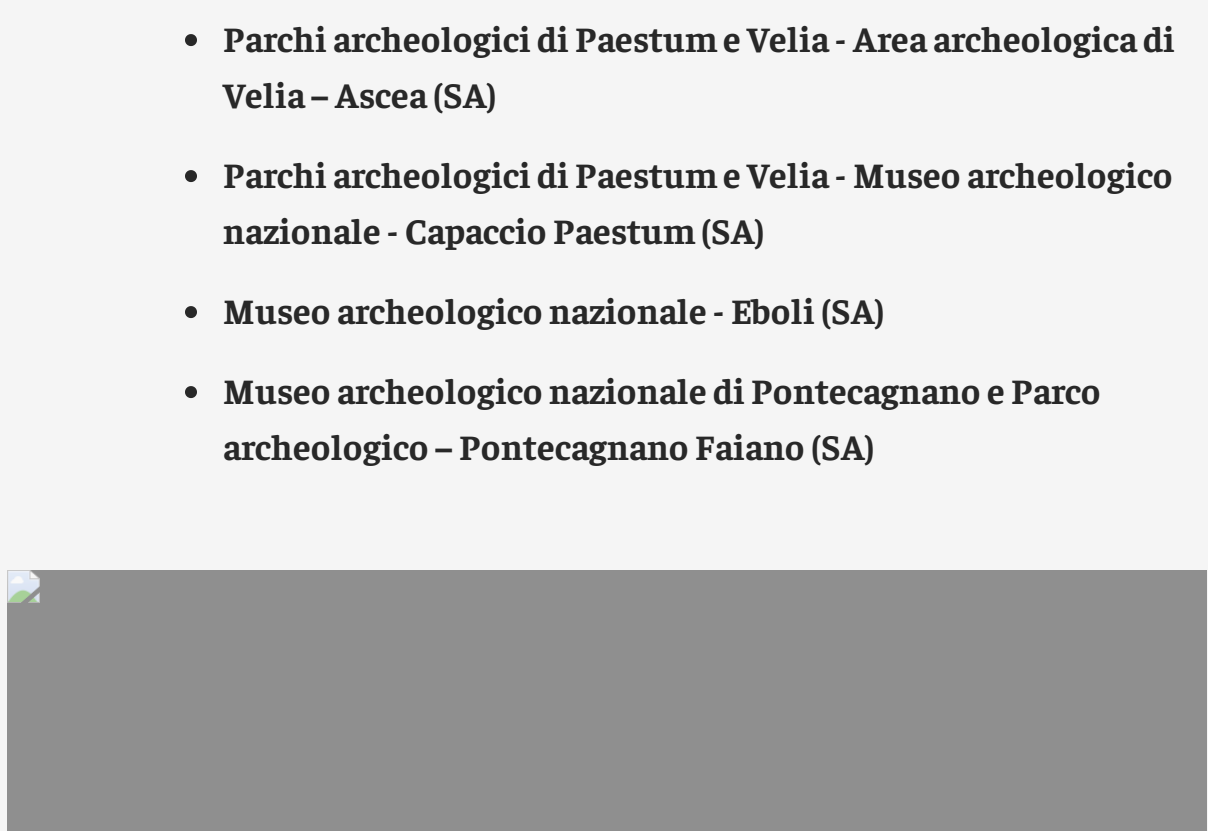 Parchi archeologici di Paestum e Velia - Area archeologica di
Velia – Ascea (SA)
Parchi archeologici di Paestum e Velia - Museo archeologico
nazionale - Capaccio Paestum (SA)
Museo archeologico nazionale - Eboli (SA)
Museo archeologico nazionale di Pontecagnano e Parco
archeologico – Pontecagnano Faiano (SA)